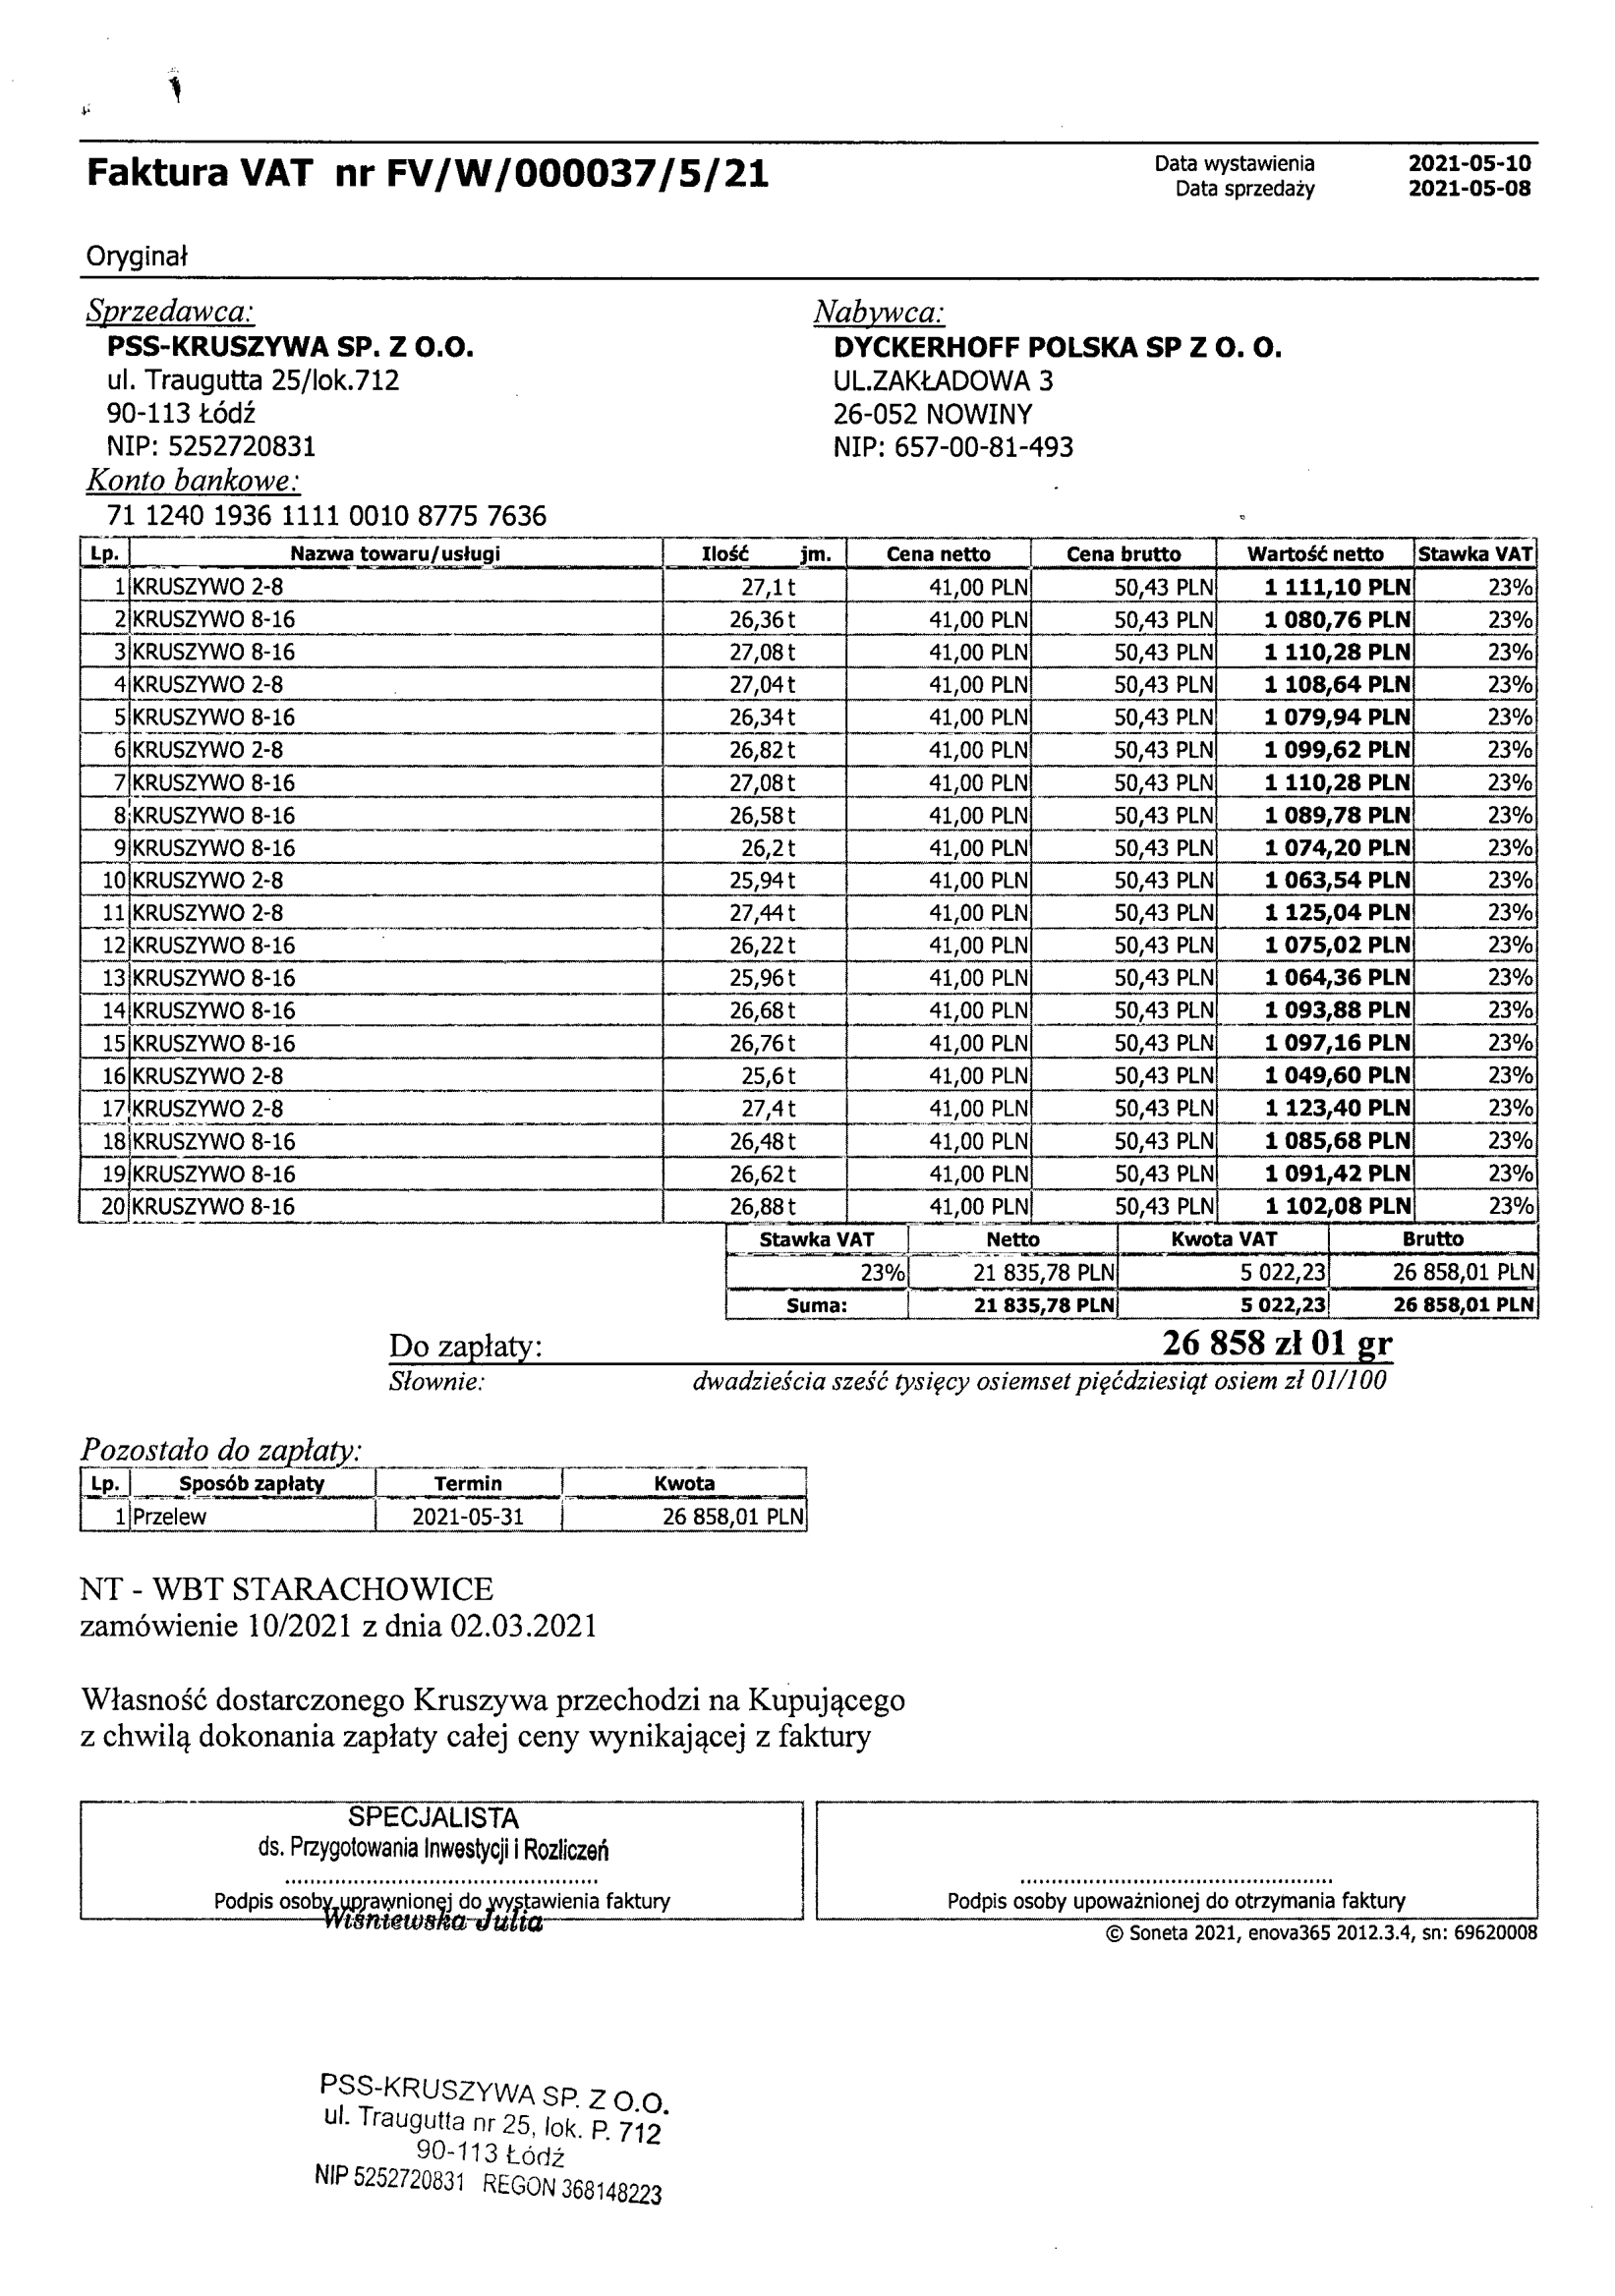 Faktura VAT nr FV/W/000037/5/21
Data wystawienia 2021-05-10
Data sprzedaży 2021-05-08
Oryginał
Sprzedawca:
PSS-KRUSZYWA SP. Z O.O.
ul. Traugutta 25/lok.712
90-113 Łódź
NIP: 5252720831
Konto bankowe:
71 1240 1936 1111 0010 8775 7636
Nabywca:
DYCKERHOFF POLSKA SP Z O. O.
UL.ZAKŁADOWA 3
26-052 NOWINY
NIP: 657-00-81-493
Lp. Nazwa towaru/usługi Ilość jm. Cena netto Cena brutto Wartość netto Stawka VAT
1 KRUSZYWO 2-8 27,1 t 41,00 PLN 50,43 PLN 1 111,10 PLN 23%
2 KRUSZYWO 8-16 26,36 t 41,00 PLN 50,43 PLN 1 080,76 PLN 23%
3 KRUSZYWO 8-16 27,08 t 41,00 PLN 50,43 PLN 1 110,28 PLN 23%
4 KRUSZYWO 2-8 27,04 t 41,00 PLN 50,43 PLN 1 108,64 PLN 23%
5 KRUSZYWO 8-16 26,34 t 41,00 PLN 50,43 PLN 1 079,94 PLN 23%
6 KRUSZYWO 2-8 26,82 t 41,00 PLN 50,43 PLN 1 099,62 PLN 23%
7 KRUSZYWO 8-16 27,08 t 41,00 PLN 50,43 PLN 1 110,28 PLN 23%
8 KRUSZYWO 8-16 26,58 t 41,00 PLN 50,43 PLN 1 089,78 PLN 23%
9 KRUSZYWO 8-16 26,2 t 41,00 PLN 50,43 PLN 1 074,20 PLN 23%
10 KRUSZYWO 2-8 25,94 t 41,00 PLN 50,43 PLN 1 063,54 PLN 23%
11 KRUSZYWO 2-8 27,44 t 41,00 PLN 50,43 PLN 1 125,04 PLN 23%
12 KRUSZYWO 8-16 26,22 t 41,00 PLN 50,43 PLN 1 075,02 PLN 23%
13 KRUSZYWO 8-16 25,96 t 41,00 PLN 50,43 PLN 1 064,36 PLN 23%
14 KRUSZYWO 8-16 26,68 t 41,00 PLN 50,43 PLN 1 093,88 PLN 23%
15 KRUSZYWO 8-16 26,76 t 41,00 PLN 50,43 PLN 1 097,16 PLN 23%
16 KRUSZYWO 2-8 25,6 t 41,00 PLN 50,43 PLN 1 049,60 PLN 23%
17 KRUSZYWO 2-8 27,4 t 41,00 PLN 50,43 PLN 1 123,40 PLN 23%
18 KRUSZYWO 8-16 26,48 t 41,00 PLN 50,43 PLN 1 085,68 PLN 23%
19 KRUSZYWO 8-16 26,62 t 41,00 PLN 50,43 PLN 1 091,42 PLN 23%
20 KRUSZYWO 8-16 26,88 t 41,00 PLN 50,43 PLN 1 102,08 PLN 23%
Stawka VAT Netto Kwota VAT Brutto
23% 21 835,78 PLN 5 022,23 26 858,01 PLN
Suma: 21 835,78 PLN 5 022,23 26 858,01 PLN
Do zapłaty: 26 858 zł 01 gr
Słownie: dwadzieścia sześć tysięcy osiemset pięćdziesiąt osiem zł 01/100
Pozostało do zapłaty:
Lp. Sposób zapłaty Termin Kwota
1 Przelew 2021-05-31 26 858,01 PLN
NT - WBT STARACHOWICE
zamówienie 10/2021 z dnia 02.03.2021
Własność dostarczonego Kruszywa przechodzi na Kupującego
z chwilą dokonania zapłaty całej ceny wynikającej z faktury
SPECJALISTA
ds. Przygotowania Inwestycji i Rozliczeń
Podpis osoby uprawnionej do wystawienia faktury
Wiśniewska Julia
Podpis osoby upoważnionej do otrzymania faktury
© Soneta 2021, enova365 2012.3.4, sn: 69620008
PSS-KRUSZYWA SP. Z O.O.
ul. Traugutta nr 25, lok. P. 712
90-113 Łódź
NIP 5252720831 REGON 368148223